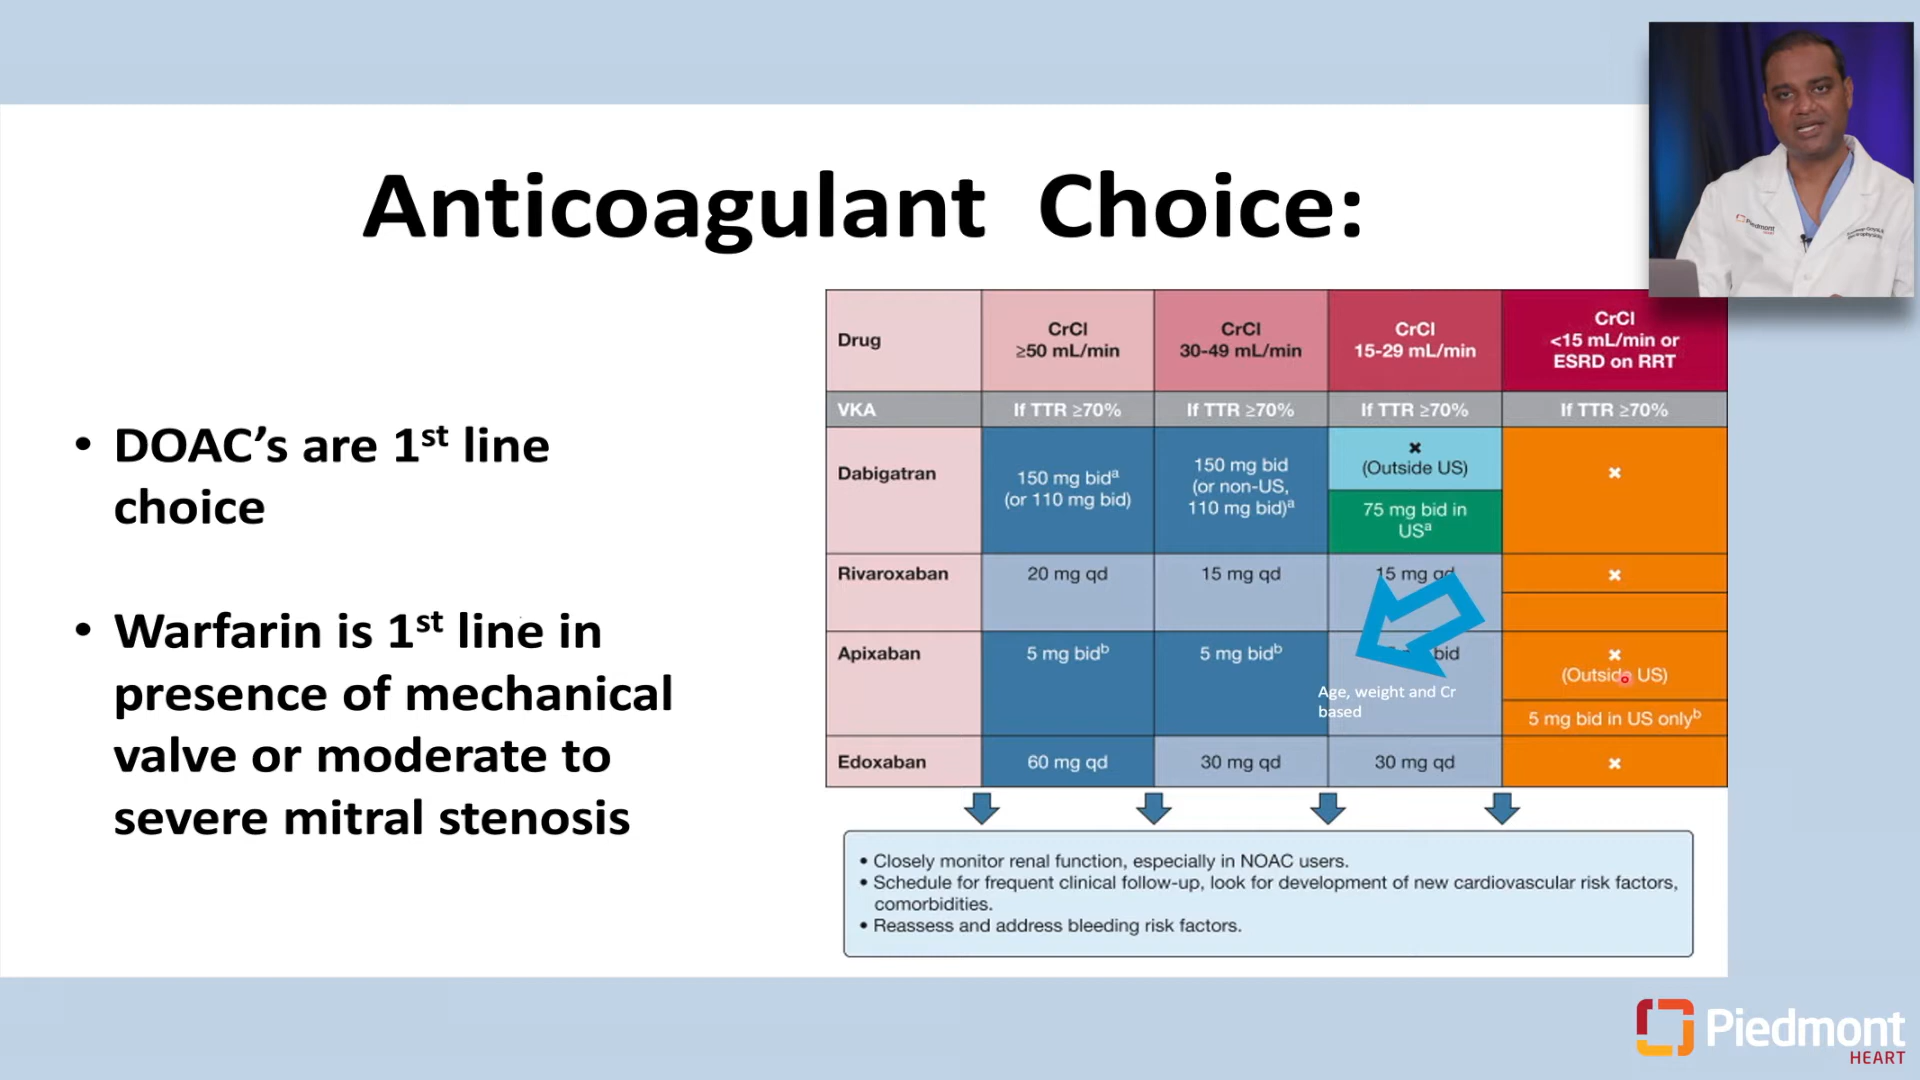 Anticoagulant Choice:
• DOAC’s are 1st line
choice
• Warfarin is 1st line in
presence of mechanical
valve or moderate to
severe mitral stenosis
Drug
CrCl
≥50 mL/min
CrCl
30-49 mL/min
CrCl
15-29 mL/min
CrCl
<15 mL/min or
ESRD on RRT
VKA
If TTR ≥70%
If TTR ≥70%
If TTR ≥70%
If TTR ≥70%
Dabigatran
150 mg bida
(or 110 mg bid)
150 mg bid
(or non-US,
110 mg bid)a
✖
(Outside US)
75 mg bid in
USa
✖
Rivaroxaban
20 mg qd
15 mg qd
15 mg qd
✖
Apixaban
5 mg bidb
5 mg bidb
bid
Age, weight and Cr
based
✖
(Outside US)
5 mg bid in US onlyb
Edoxaban
60 mg qd
30 mg qd
30 mg qd
✖
• Closely monitor renal function, especially in NOAC users.
• Schedule for frequent clinical follow-up, look for development of new cardiovascular risk factors,
comorbidities.
• Reassess and address bleeding risk factors.
Piedmont
Piedmont
HEART